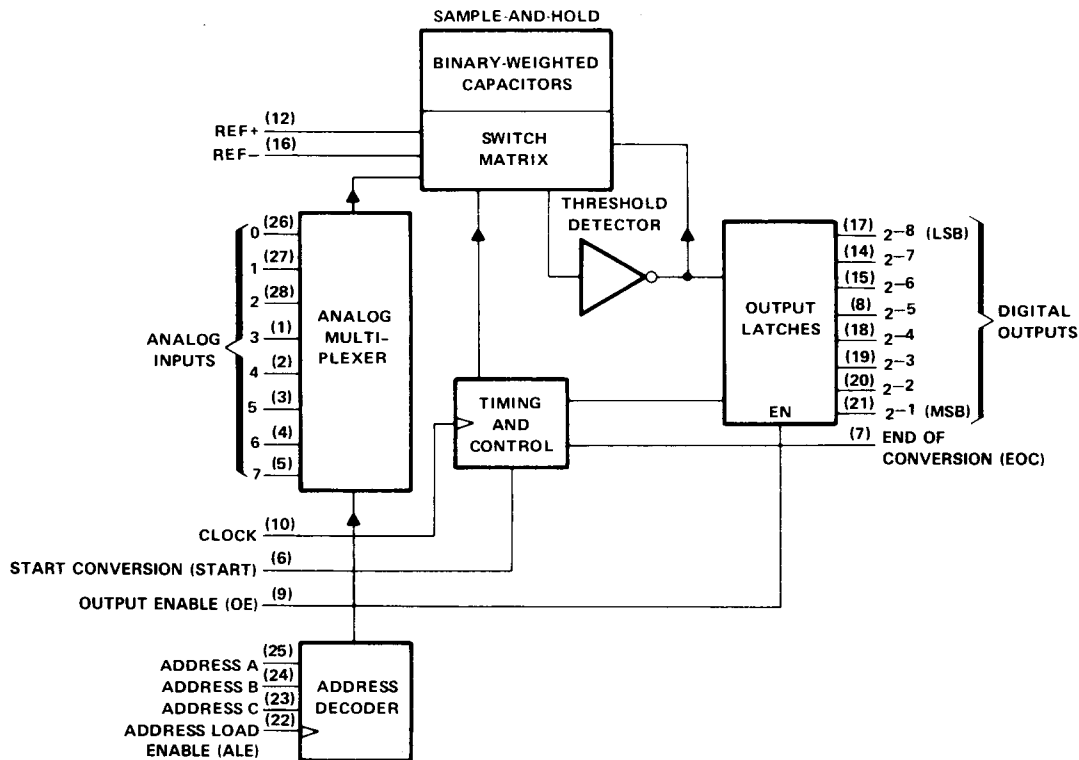 SAMPLE-AND-HOLD
BINARY-WEIGHTED
CAPACITORS
SWITCH
MATRIX
REF+ (12)
REF− (16)
THRESHOLD
DETECTOR
ANALOG
INPUTS
0 (26)
1 (27)
2 (28)
3 (1)
4 (2)
5 (3)
6 (4)
7 (5)
ANALOG
MULTI-
PLEXER
TIMING
AND
CONTROL
OUTPUT
LATCHES
EN
(17) 2−8 (LSB)
(14) 2−7
(15) 2−6
(8) 2−5
(18) 2−4
(19) 2−3
(20) 2−2
(21) 2−1 (MSB)
DIGITAL
OUTPUTS
(7) END OF
CONVERSION (EOC)
CLOCK (10)
START CONVERSION (START) (6)
OUTPUT ENABLE (OE) (9)
ADDRESS A (25)
ADDRESS B (24)
ADDRESS C (23)
ADDRESS LOAD (22)
ENABLE (ALE)
ADDRESS
DECODER